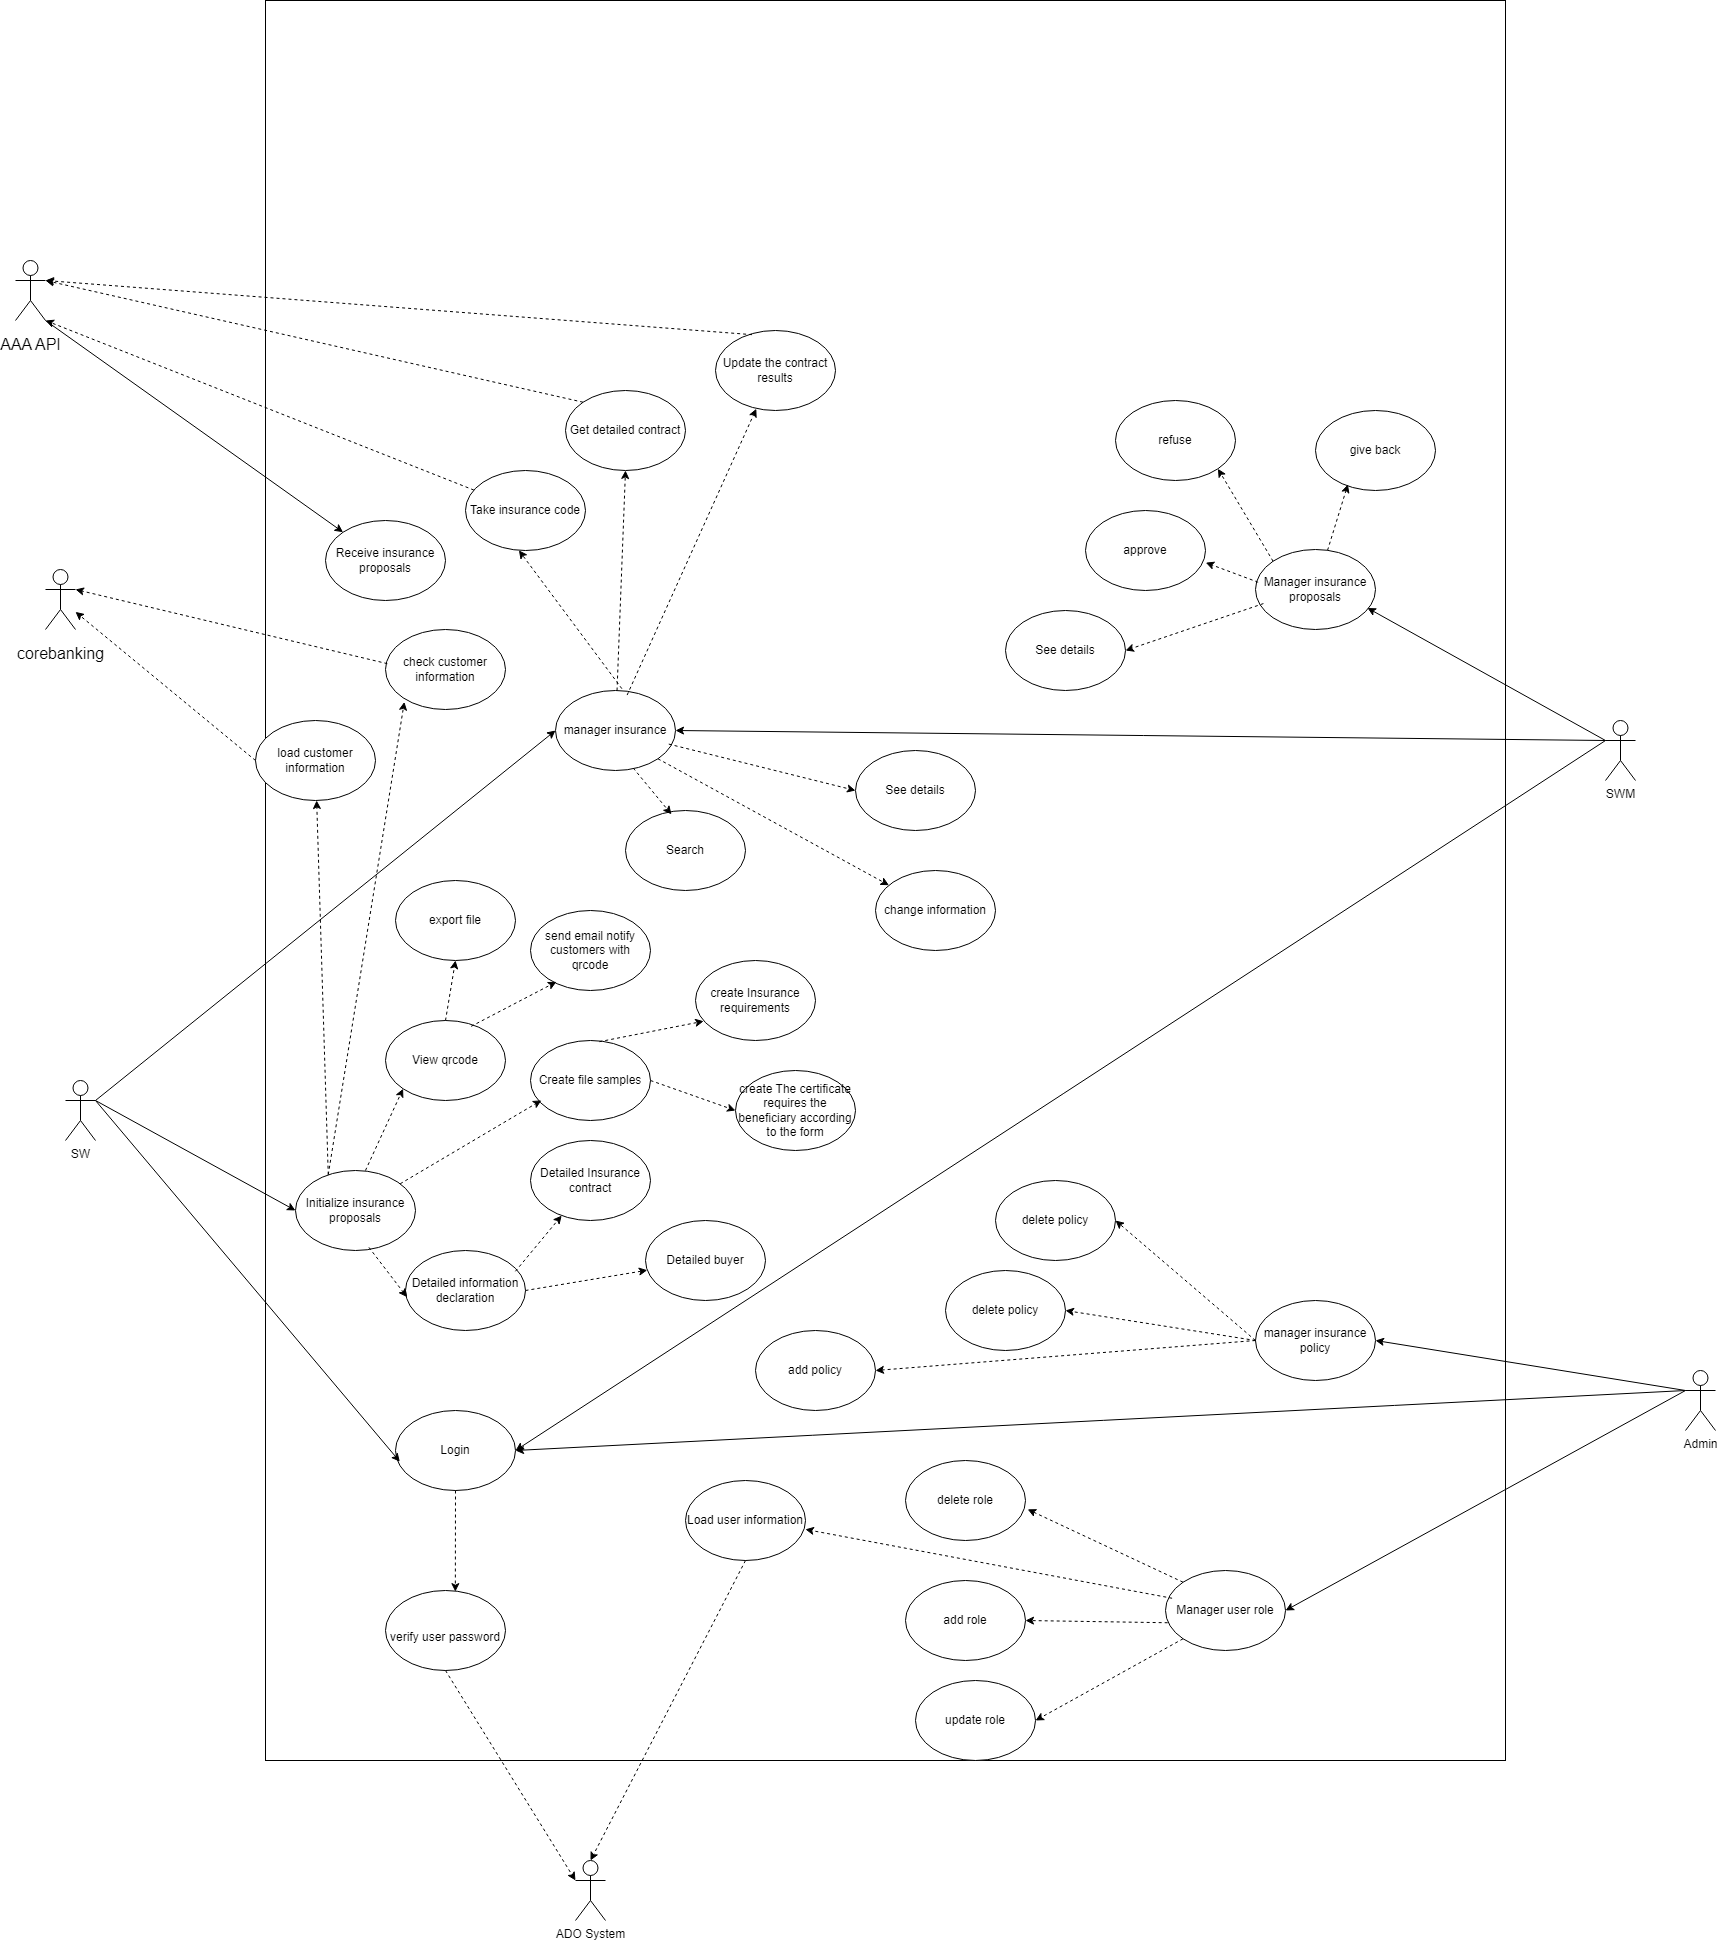 AAA API
Update the contract
results
Get detailed contract
refuse
give back
Take insurance code
Receive insurance
proposals
approve
Manager insurance
proposals
See details
corebanking
check customer
information
load customer
information
manager insurance
See details
SWM
Search
change information
export file
send email notify
customers with
qrcode
create Insurance
requirements
View qrcode
Create file samples
create The certificate
requires the
beneficiary according
to the form
SW
Detailed Insurance
contract
Initialize insurance
proposals
delete policy
Detailed buyer
Detailed information
declaration
delete policy
manager insurance
policy
add policy
Admin
Login
delete role
Load user information
add role
Manager user role
verify user password
update role
ADO System